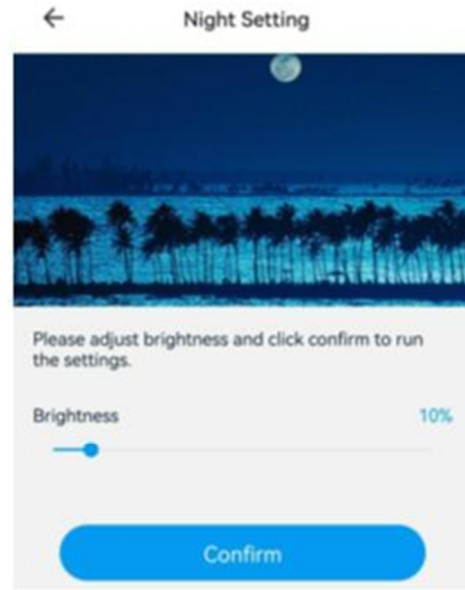 Night Setting
Please adjust brightness and click confirm to run
the settings.
Brightness
10%
Confirm